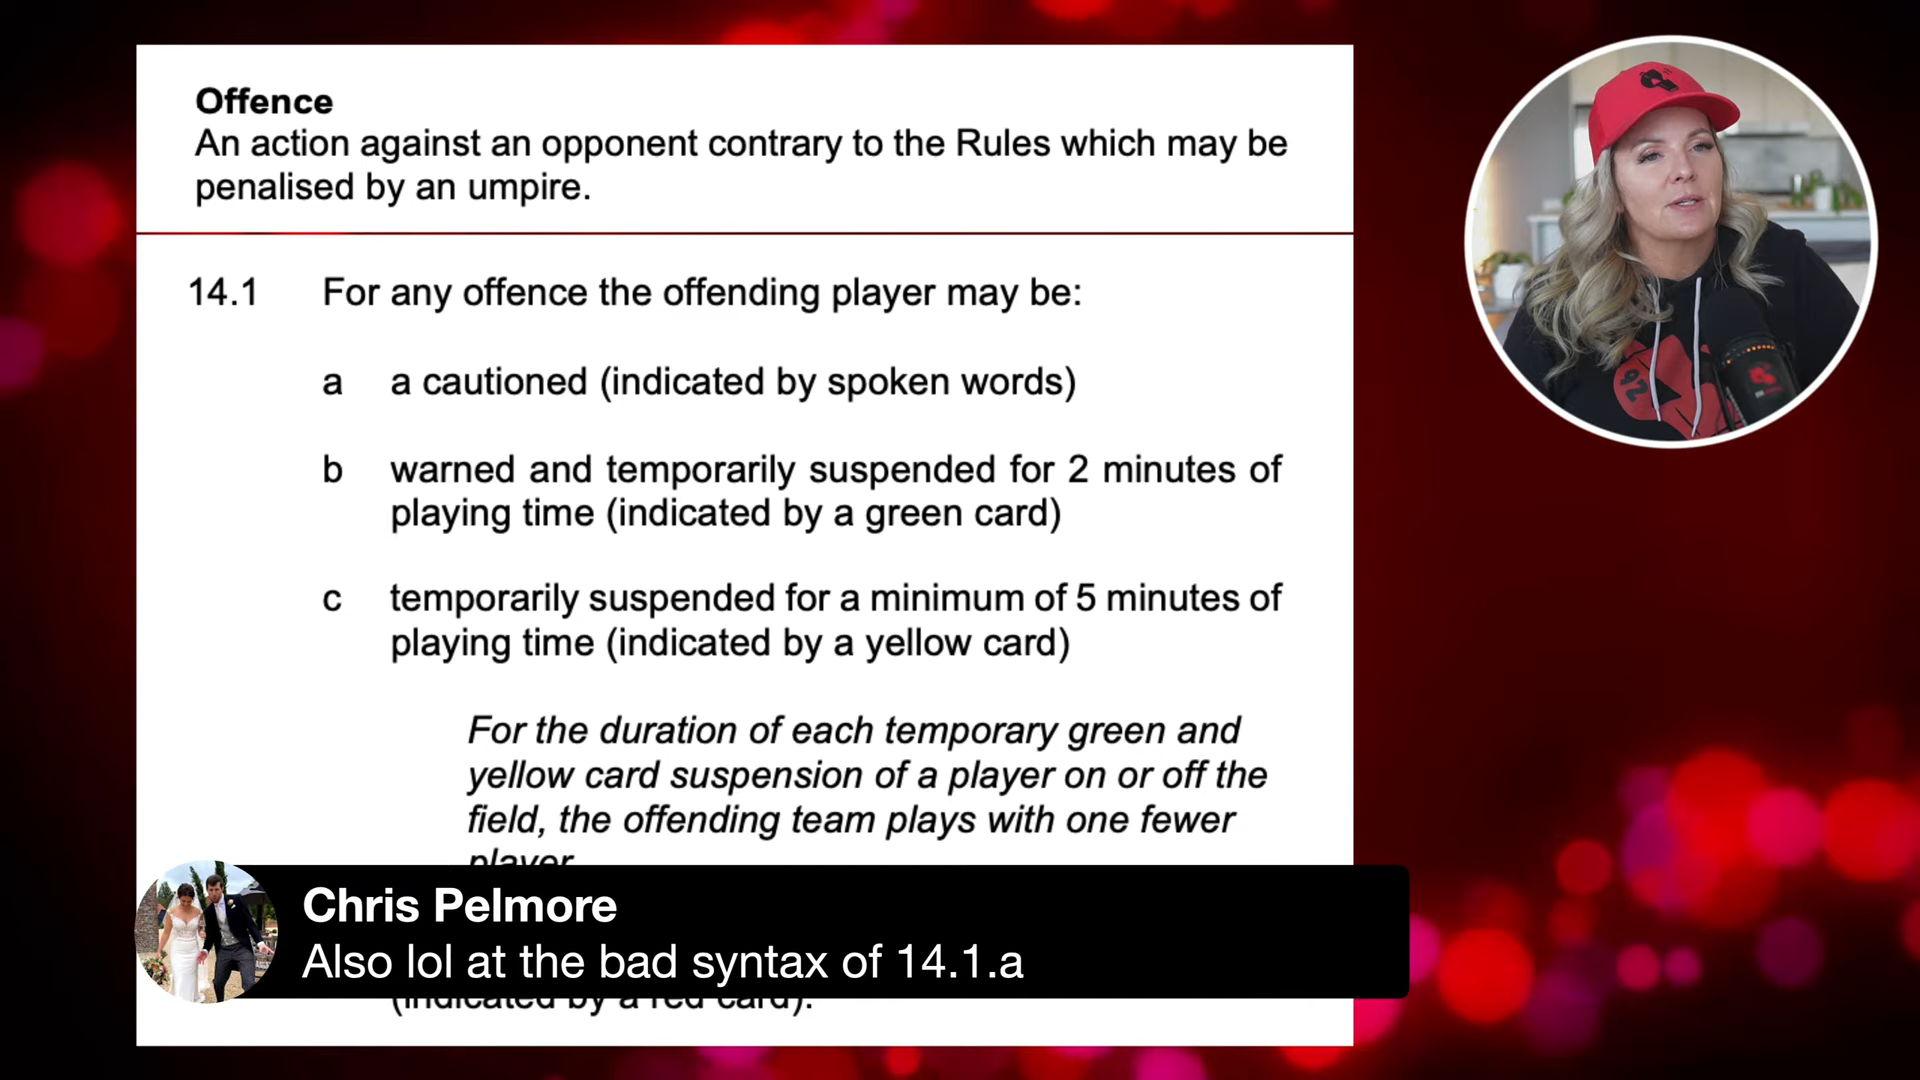 Offence
An action against an opponent contrary to the Rules which may be
penalised by an umpire.
14.1 For any offence the offending player may be:
a a cautioned (indicated by spoken words)
b warned and temporarily suspended for 2 minutes of
playing time (indicated by a green card)
c temporarily suspended for a minimum of 5 minutes of
playing time (indicated by a yellow card)
For the duration of each temporary green and
yellow card suspension of a player on or off the
field, the offending team plays with one fewer
player
Chris Pelmore
Also lol at the bad syntax of 14.1.a
(indicated by a red card).